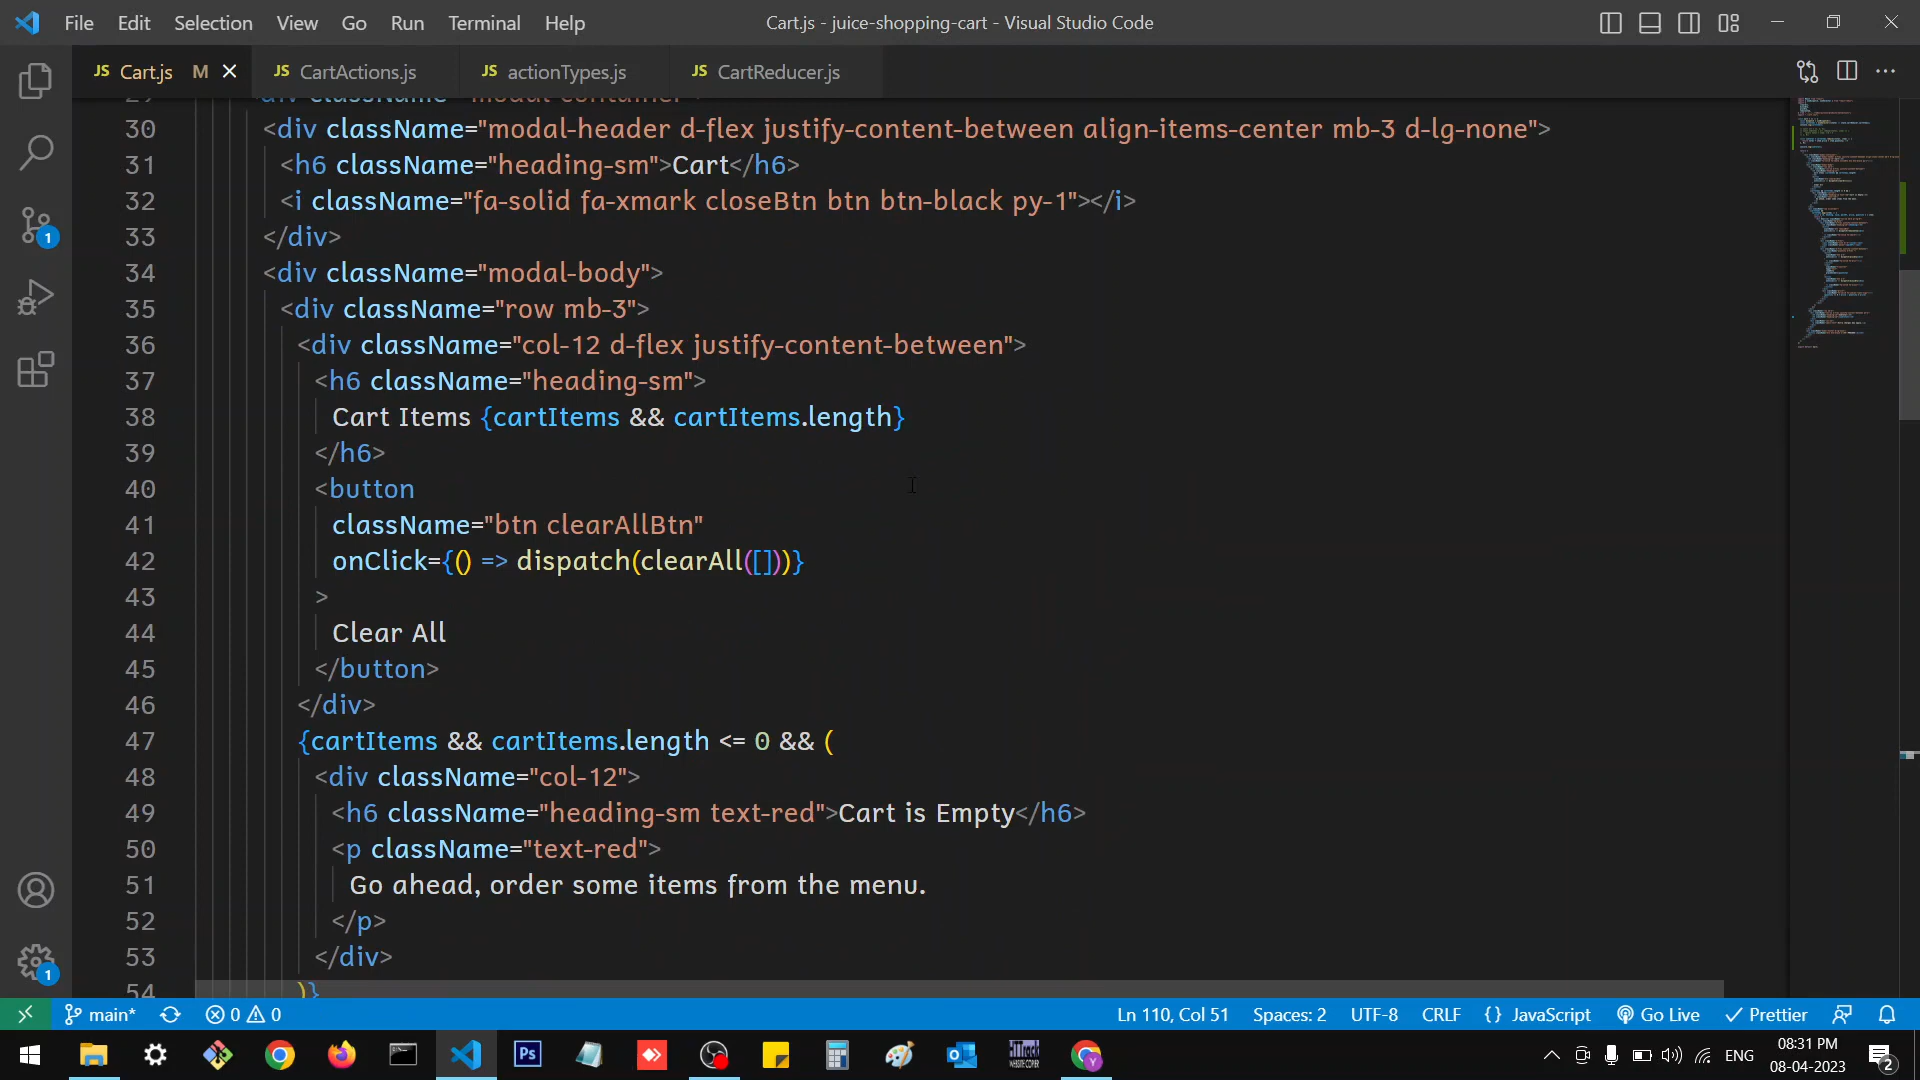 File Edit Selection View Go Run Terminal Help
Cart.js - juice-shopping-cart - Visual Studio Code
JS Cart.js M
JS CartActions.js
JS actionTypes.js
JS CartReducer.js
30 <div className="modal-header d-flex justify-content-between align-items-center mb-3 d-lg-none">
31 <h6 className="heading-sm">Cart</h6>
32 <i className="fa-solid fa-xmark closeBtn btn btn-black py-1"></i>
33 </div>
34 <div className="modal-body">
35 <div className="row mb-3">
36 <div className="col-12 d-flex justify-content-between">
37 <h6 className="heading-sm">
38 Cart Items {cartItems && cartItems.length}
39 </h6>
40 <button
41 className="btn clearAllBtn"
42 onClick={() => dispatch(clearAll([]))}
43 >
44 Clear All
45 </button>
46 </div>
47 {cartItems && cartItems.length <= 0 && (
48 <div className="col-12">
49 <h6 className="heading-sm text-red">Cart is Empty</h6>
50 <p className="text-red">
51 Go ahead, order some items from the menu.
52 </p>
53 </div>
54 )}
1
1
main* 0 0
Ln 110, Col 51 Spaces: 2 UTF-8 CRLF {} JavaScript Go Live Prettier
Ps
HTTrack WEBSITE COPIER
Y
ENG
08:31 PM
08-04-2023
2